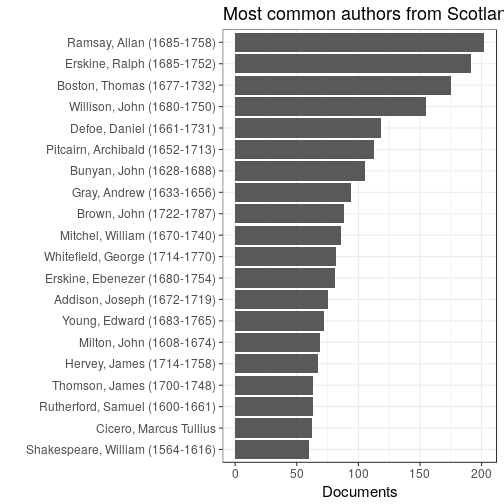 Most common authors from Scotlan
Ramsay, Allan (1685-1758)
Erskine, Ralph (1685-1752)
Boston, Thomas (1677-1732)
Willison, John (1680-1750)
Defoe, Daniel (1661-1731)
Pitcairn, Archibald (1652-1713)
Bunyan, John (1628-1688)
Gray, Andrew (1633-1656)
Brown, John (1722-1787)
Mitchel, William (1670-1740)
Whitefield, George (1714-1770)
Erskine, Ebenezer (1680-1754)
Addison, Joseph (1672-1719)
Young, Edward (1683-1765)
Milton, John (1608-1674)
Hervey, James (1714-1758)
Thomson, James (1700-1748)
Rutherford, Samuel (1600-1661)
Cicero, Marcus Tullius
Shakespeare, William (1564-1616)
0 50 100 150 200
Documents